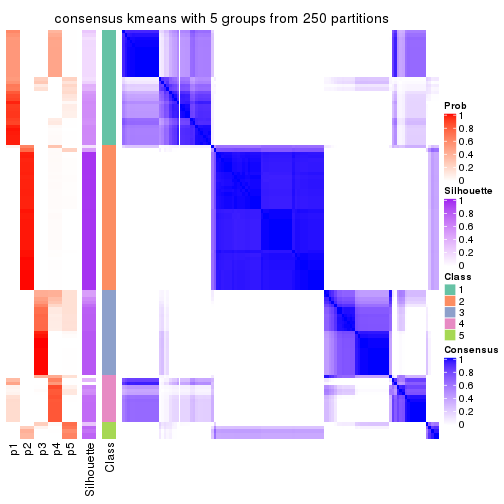 consensus kmeans with 5 groups from 250 partitions
Prob
1
0.8
0.6
0.4
0.2
0
Silhouette
1
0.8
0.6
0.4
0.2
0
Class
1
2
3
4
5
Consensus
1
0.8
0.6
0.4
0.2
0
p1
p2
p3
p4
p5
Silhouette
Class